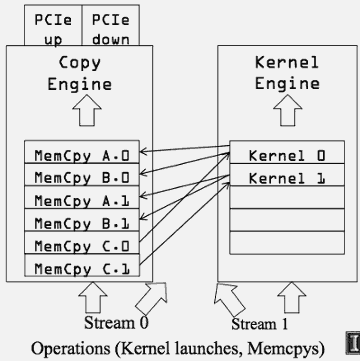 PCIe up
PCIe down
Copy Engine
Kernel Engine
MemCpy A.0
MemCpy B.0
MemCpy A.1
MemCpy B.1
MemCpy C.0
MemCpy C.1
Kernel 0
Kernel 1
Stream 0
Stream 1
Operations (Kernel launches, Memcpys)